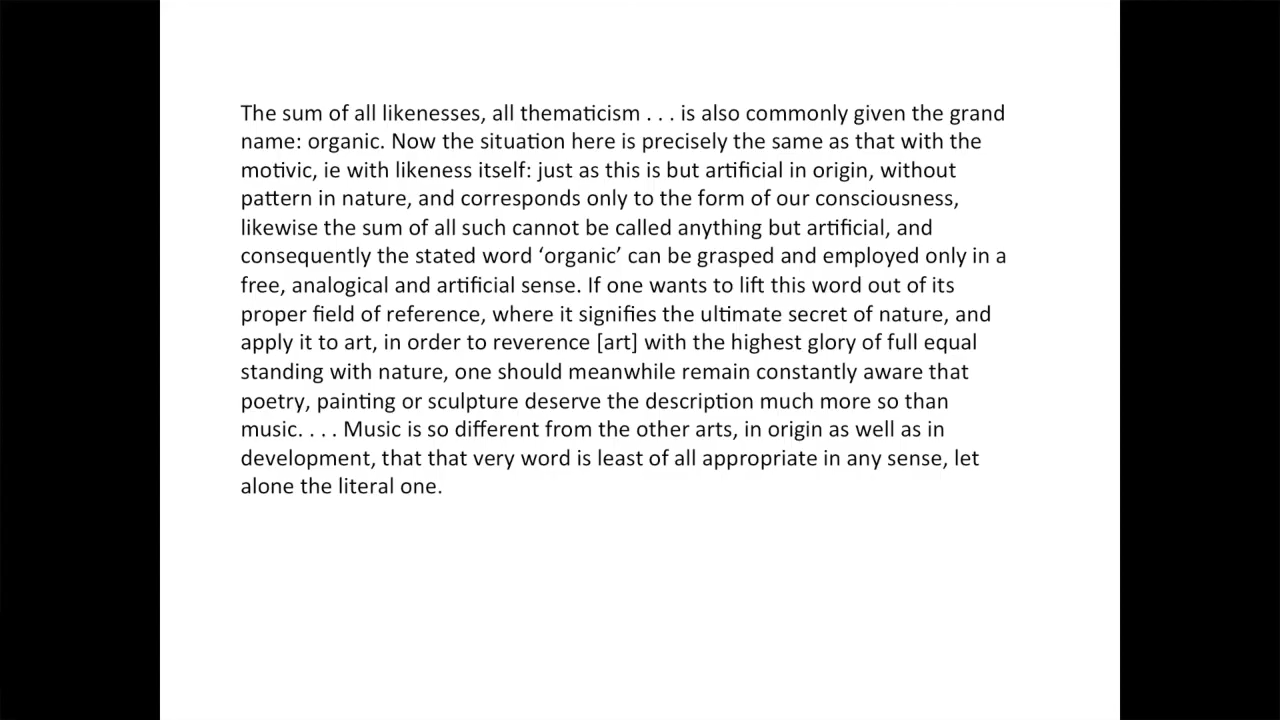 The sum of all likenesses, all thematicism . . . is also commonly given the grand
name: organic. Now the situation here is precisely the same as that with the
motivic, ie with likeness itself: just as this is but artificial in origin, without
pattern in nature, and corresponds only to the form of our consciousness,
likewise the sum of all such cannot be called anything but artificial, and
consequently the stated word ‘organic’ can be grasped and employed only in a
free, analogical and artificial sense. If one wants to lift this word out of its
proper field of reference, where it signifies the ultimate secret of nature, and
apply it to art, in order to reverence [art] with the highest glory of full equal
standing with nature, one should meanwhile remain constantly aware that
poetry, painting or sculpture deserve the description much more so than
music. . . . Music is so different from the other arts, in origin as well as in
development, that that very word is least of all appropriate in any sense, let
alone the literal one.